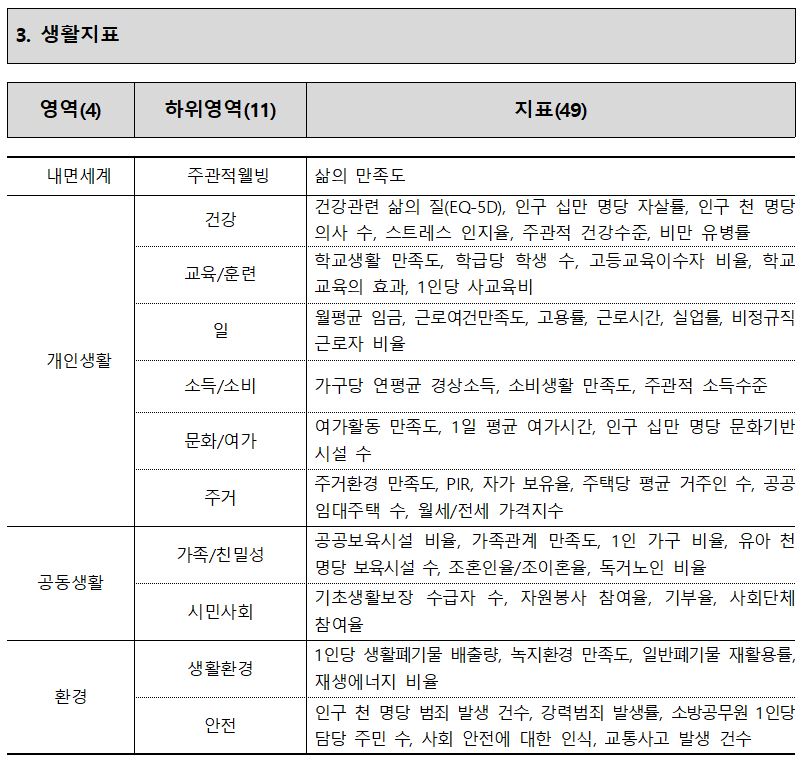 3. 생활지표
영역(4) 하위영역(11) 지표(49)
내면세계 주관적웰빙 삶의 만족도
개인생활
건강
건강관련 삶의 질(EQ-5D), 인구 십만 명당 자살률, 인구 천 명당
의사 수, 스트레스 인지율, 주관적 건강수준, 비만 유병률
교육/훈련
학교생활 만족도, 학급당 학생 수, 고등교육이수자 비율, 학교
교육의 효과, 1인당 사교육비
일
월평균 임금, 근로여건만족도, 고용률, 근로시간, 실업률, 비정규직
근로자 비율
소득/소비 가구당 연평균 경상소득, 소비생활 만족도, 주관적 소득수준
문화/여가
여가활동 만족도, 1일 평균 여가시간, 인구 십만 명당 문화기반
시설 수
주거
주거환경 만족도, PIR, 자가 보유율, 주택당 평균 거주인 수, 공공
임대주택 수, 월세/전세 가격지수
공동생활
가족/친밀성
공공보육시설 비율, 가족관계 만족도, 1인 가구 비율, 유아 천
명당 보육시설 수, 조혼인율/조이혼율, 독거노인 비율
시민사회
기초생활보장 수급자 수, 자원봉사 참여율, 기부율, 사회단체
참여율
환경
생활환경
1인당 생활폐기물 배출량, 녹지환경 만족도, 일반폐기물 재활용률,
재생에너지 비율
안전
인구 천 명당 범죄 발생 건수, 강력범죄 발생률, 소방공무원 1인당
담당 주민 수, 사회 안전에 대한 인식, 교통사고 발생 건수